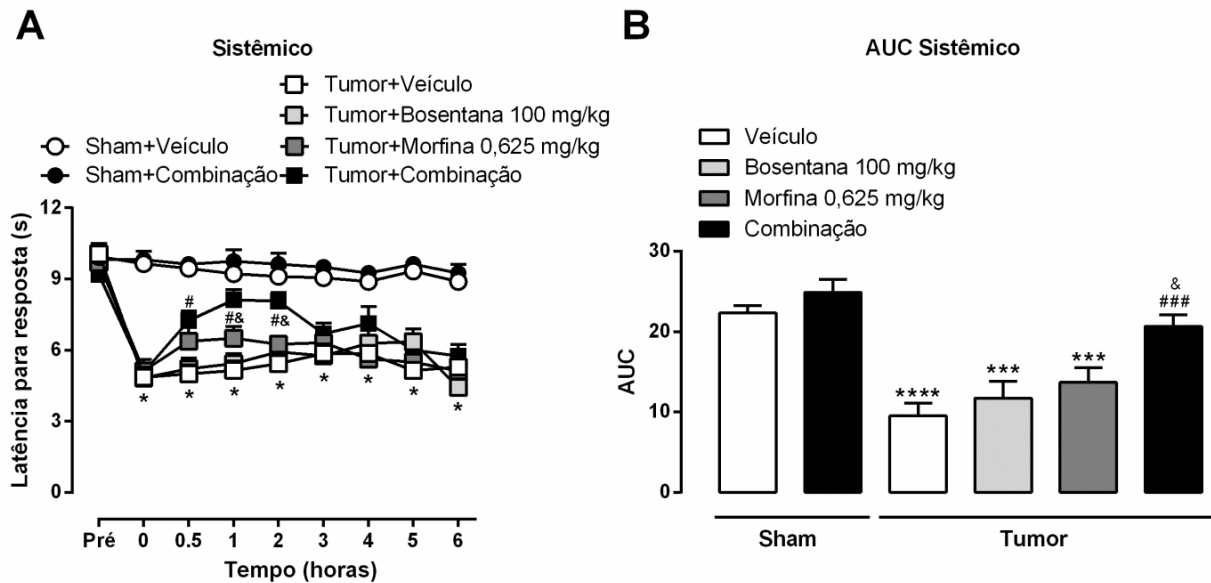 A
Sistêmico
Tumor+Veículo
Tumor+Bosentana 100 mg/kg
Sham+Veículo
Tumor+Morfina 0,625 mg/kg
Sham+Combinação
Tumor+Combinação
Latência para resposta (s)
12
9
6
3
0
#
#&
#&
* * * * * * * *
Pré 0 0.5 1 2 3 4 5 6
Tempo (horas)
B
AUC Sistêmico
Veículo
Bosentana 100 mg/kg
Morfina 0,625 mg/kg
Combinação
AUC
30
20
10
0
****
***
***
&
###
Sham
Tumor